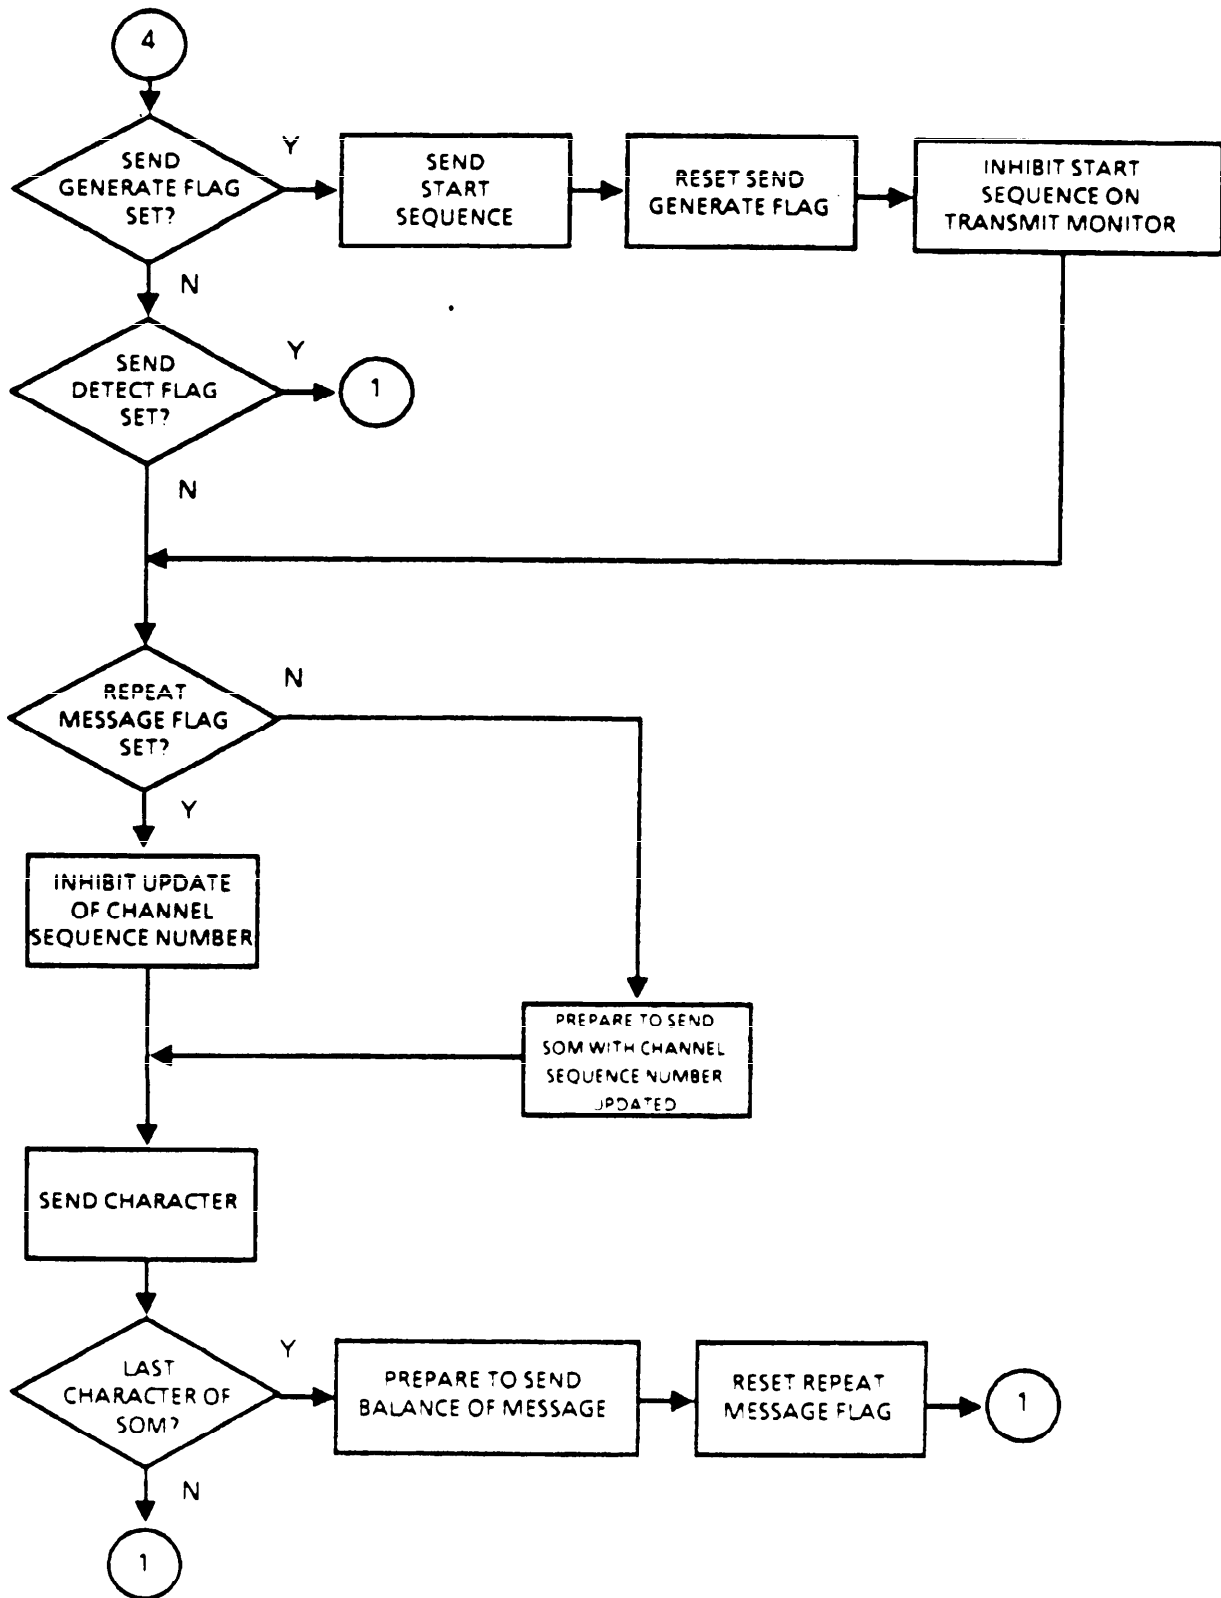 4
SEND
GENERATE FLAG
SET?
Y
SEND
START
SEQUENCE
RESET SEND
GENERATE FLAG
INHIBIT START
SEQUENCE ON
TRANSMIT MONITOR
N
SEND
DETECT FLAG
SET?
Y
1
N
REPEAT
MESSAGE FLAG
SET?
N
Y
INHIBIT UPDATE
OF CHANNEL
SEQUENCE NUMBER
PREPARE TO SEND
SOM WITH CHANNEL
SEQUENCE NUMBER
UPDATED
SEND CHARACTER
LAST
CHARACTER OF
SOM?
Y
PREPARE TO SEND
BALANCE OF MESSAGE
RESET REPEAT
MESSAGE FLAG
1
N
1